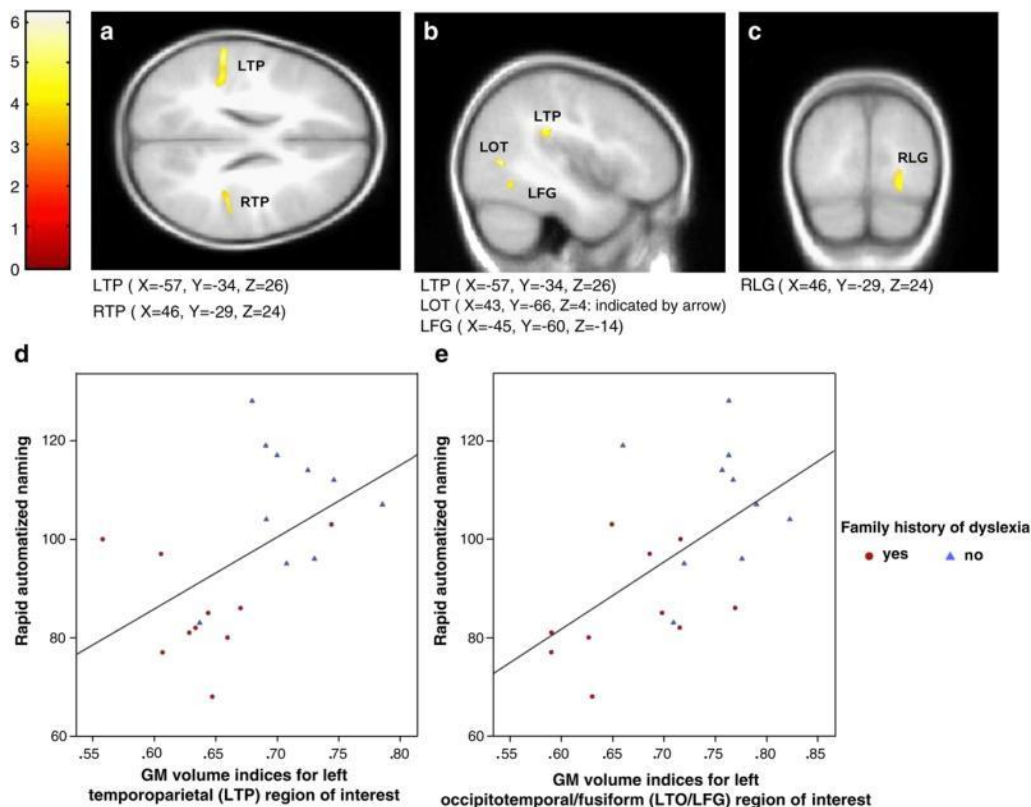 6
5
4
3
2
1
0
a
LTP
RTP
b
LTP
LOT
LFG
c
RLG
LTP ( X=-57, Y=-34, Z=26)
RTP ( X=46, Y=-29, Z=24)
LTP ( X=-57, Y=-34, Z=26)
LOT ( X=43, Y=-66, Z=4: indicated by arrow)
LFG ( X=-45, Y=-60, Z=-14)
RLG ( X=46, Y=-29, Z=24)
d
Rapid automatized naming
120
100
80
60
.55 .60 .65 .70 .75 .80
GM volume indices for left
temporoparietal (LTP) region of interest
e
Rapid automatized naming
120
100
80
60
.55 .60 .65 .70 .75 .80 .85
GM volume indices for left
occipitotemporal/fusiform (LTO/LFG) region of interest
Family history of dyslexia
yes no